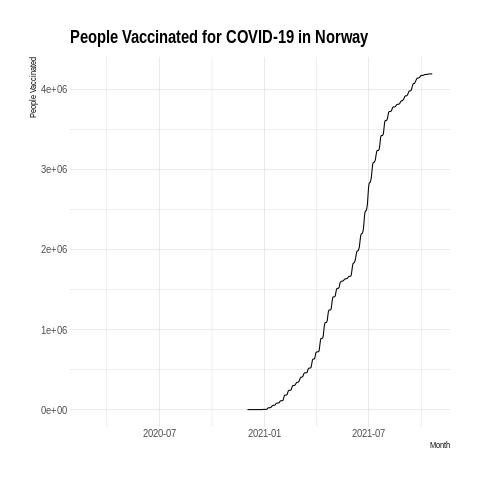 People Vaccinated for COVID-19 in Norway
People Vaccinated
4e+06
3e+06
2e+06
1e+06
0e+00
2020-07 2021-01 2021-07
Month